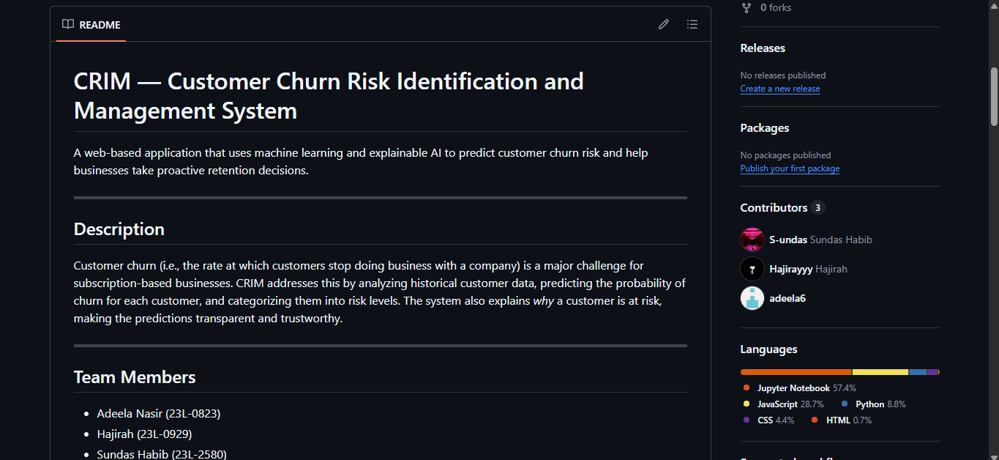 0 forks
README
CRIM — Customer Churn Risk Identification and
Management System
A web-based application that uses machine learning and explainable AI to predict customer churn risk and help
businesses take proactive retention decisions.
Description
Customer churn (i.e., the rate at which customers stop doing business with a company) is a major challenge for
subscription-based businesses. CRIM addresses this by analyzing historical customer data, predicting the probability of
churn for each customer, and categorizing them into risk levels. The system also explains why a customer is at risk,
making the predictions transparent and trustworthy.
Team Members
Adeela Nasir (23L-0823)
Hajirah (23L-0929)
Sundas Habib (23L-2580)
Releases
No releases published
Create a new release
Packages
No packages published
Publish your first package
Contributors 3
S-undas Sundas Habib
Hajirayyy Hajirah
adeela6
Languages
Jupyter Notebook 57.4%
JavaScript 28.7% Python 8.8%
CSS 4.4% HTML 0.7%